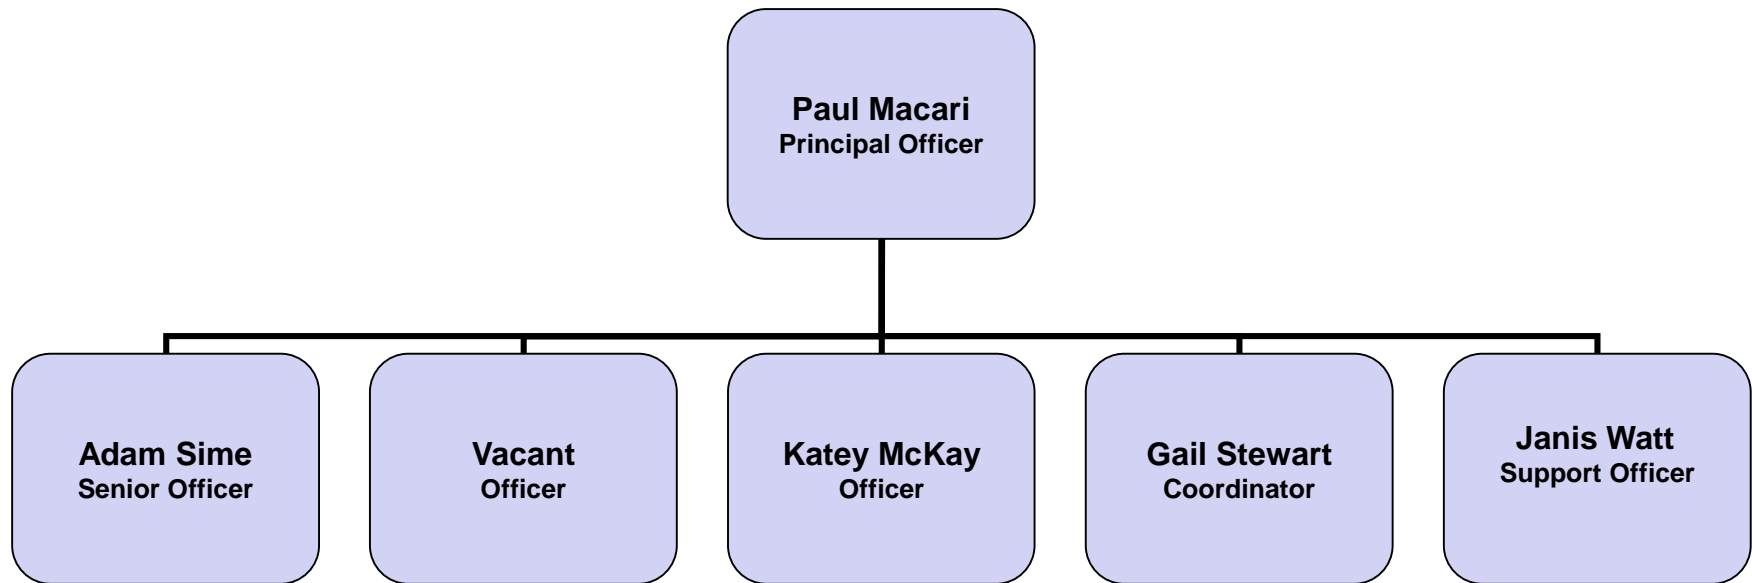 Paul Macari
Principal Officer
Adam Sime
Senior Officer
Vacant
Officer
Katey McKay
Officer
Gail Stewart
Coordinator
Janis Watt
Support Officer